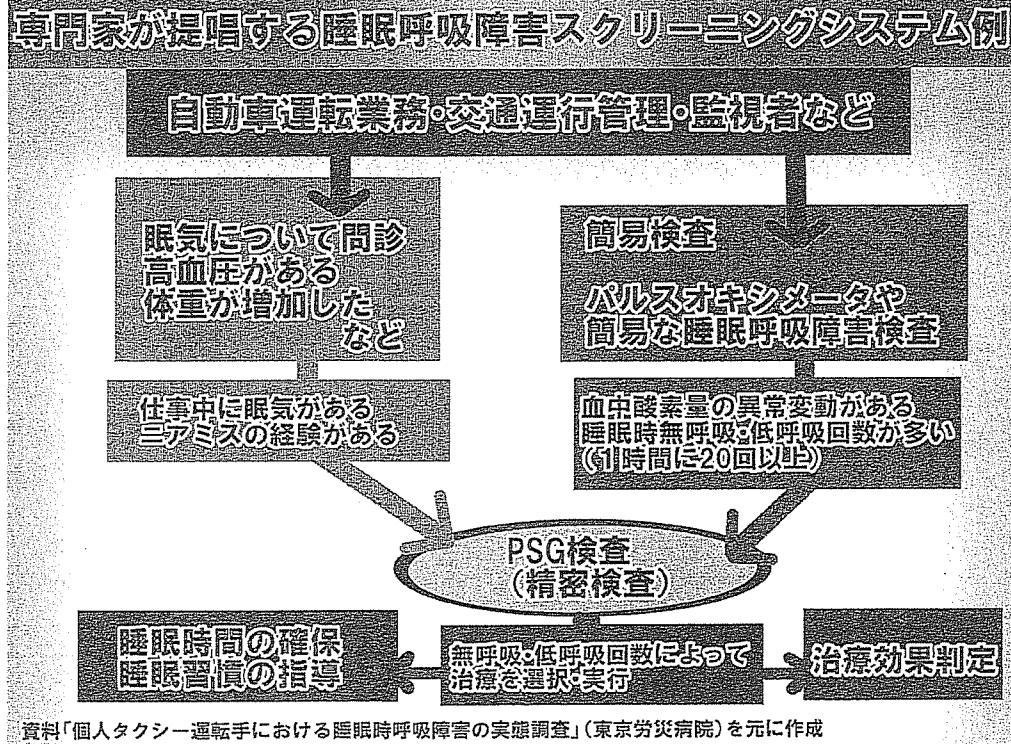 専門家が提唱する睡眠呼吸障害スクリーニングシステム例
自動車運転業務・交通運行管理・監視者など
眠気について問診
高血圧がある
体重が増加した
など
簡易検査
パルスオキシメータや
簡易な睡眠呼吸障害検査
仕事中に眠気がある
ニアミスの経験がある
血中酸素量の異常変動がある
睡眠時無呼吸・低呼吸回数が多い
(1時間に20回以上)
PSG検査
(精密検査)
睡眠時間の確保
睡眠習慣の指導
無呼吸・低呼吸回数によって
治療を選択・実行
治療効果判定
資料「個人タクシー運転手における睡眠時呼吸障害の実態調査」(東京労災病院)を元に作成